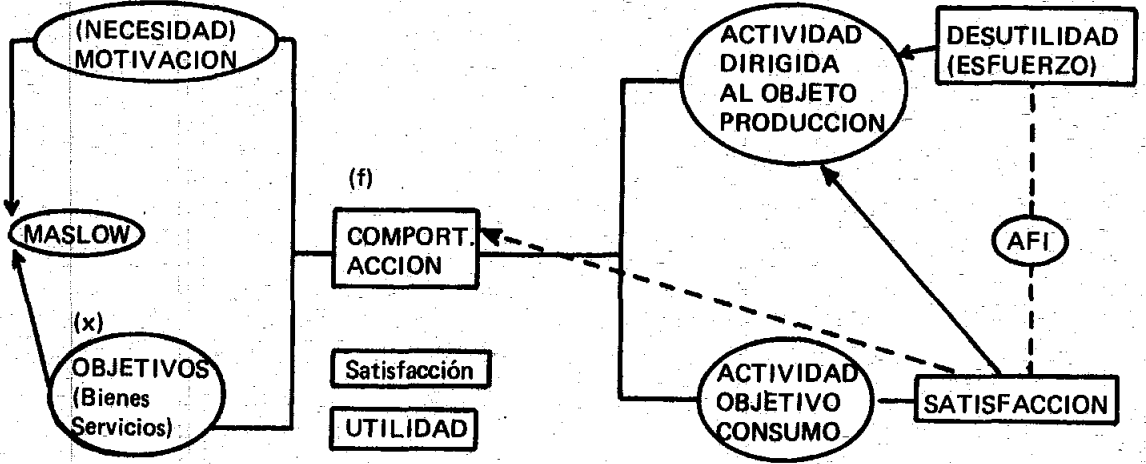 (NECESIDAD)
MOTIVACION
MASLOW
(x)
OBJETIVOS
(Bienes
Servicios)
(f)
COMPORT.
ACCION
Satisfacción
UTILIDAD
ACTIVIDAD
DIRIGIDA
AL OBJETO
PRODUCCION
DESUTILIDAD
(ESFUERZO)
AFI
ACTIVIDAD
OBJETIVO
CONSUMO
SATISFACCION